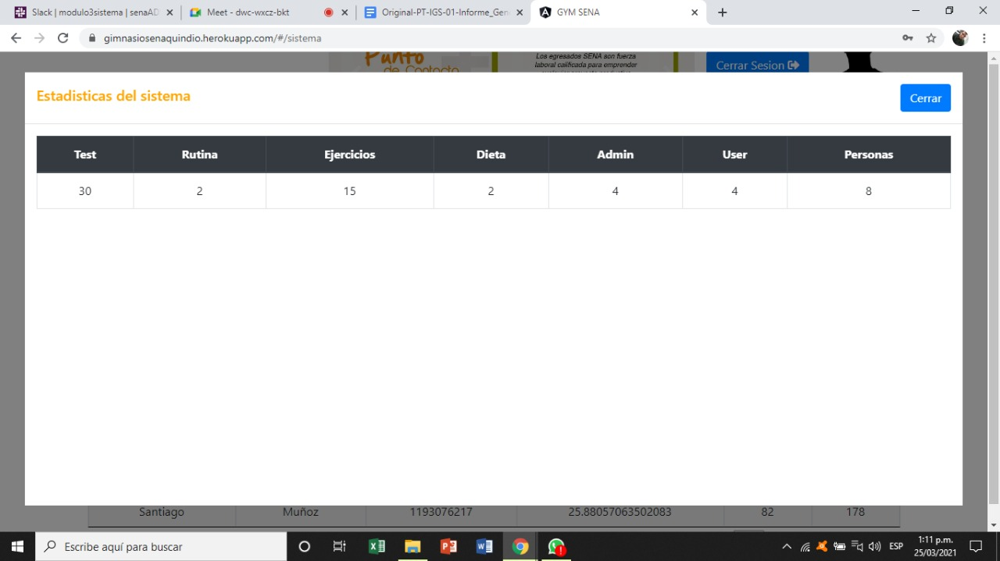 Slack | modulo3sistema | senaAD
Meet - dwc-wxcz-bkt
Original-PT-IGS-01-Informe_Gen
GYM SENA
gimnasiosenaquindio.herokuapp.com/#/sistema
Punto
de Contacto
Los egresados SENA son fuerza
laboral calificada para emprender
Cerrar Sesion
Estadisticas del sistema
Cerrar
Test Rutina Ejercicios Dieta Admin User Personas
30 2 15 2 4 4 8
Santiago Muñoz 1193076217 25.88057063502083 82 178
Escribe aquí para buscar
ESP
1:11 p.m.
25/03/2021